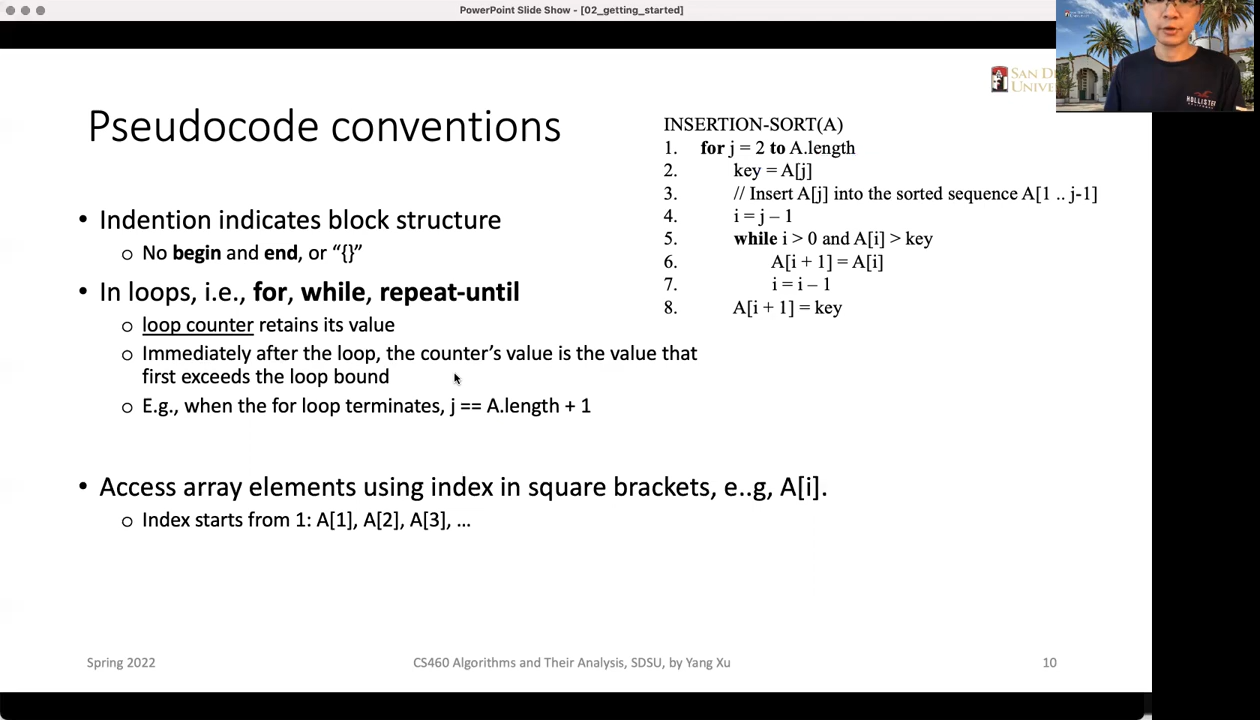 PowerPoint Slide Show - [02_getting_started]
SAN D
UNIVE
HOLLISTER
Pseudocode conventions
INSERTION-SORT(A)
1. for j = 2 to A.length
2. key = A[j]
3. // Insert A[j] into the sorted sequence A[1 .. j-1]
4. i = j – 1
5. while i > 0 and A[i] > key
6. A[i + 1] = A[i]
7. i = i – 1
8. A[i + 1] = key
• Indention indicates block structure
o No begin and end, or “{}”
• In loops, i.e., for, while, repeat-until
o loop counter retains its value
o Immediately after the loop, the counter’s value is the value that
first exceeds the loop bound
o E.g., when the for loop terminates, j == A.length + 1
• Access array elements using index in square brackets, e..g, A[i].
o Index starts from 1: A[1], A[2], A[3], ...
Spring 2022
CS460 Algorithms and Their Analysis, SDSU, by Yang Xu
10